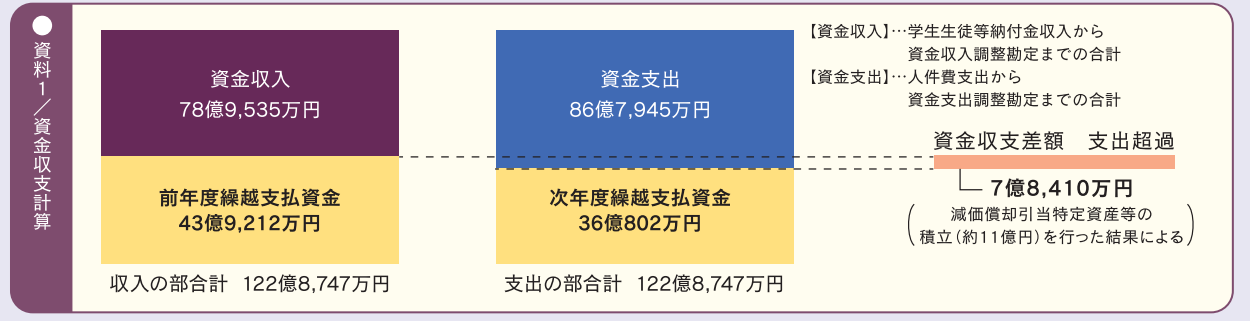 ●資料1／資金収支計算
資金収入
78億9,535万円
前年度繰越支払資金
43億9,212万円
収入の部合計 122億8,747万円
資金支出
86億7,945万円
次年度繰越支払資金
36億802万円
支出の部合計 122億8,747万円
【資金収入】…学生生徒等納付金収入から
資金収入調整勘定までの合計
【資金支出】…人件費支出から
資金支出調整勘定までの合計
資金収支差額 支出超過
7億8,410万円
(減価償却引当特定資産等の
積立(約11億円)を行った結果による)